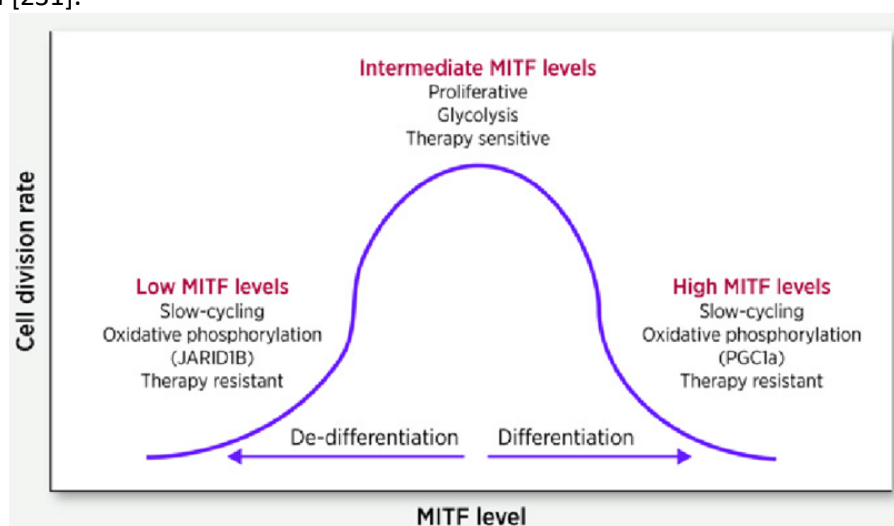 [251].
Intermediate MITF levels
Proliferative
Glycolysis
Therapy sensitive
Cell division rate
Low MITF levels
Slow-cycling
Oxidative phosphorylation
(JARID1B)
Therapy resistant
High MITF levels
Slow-cycling
Oxidative phosphorylation
(PGC1a)
Therapy resistant
De-differentiation
Differentiation
MITF level